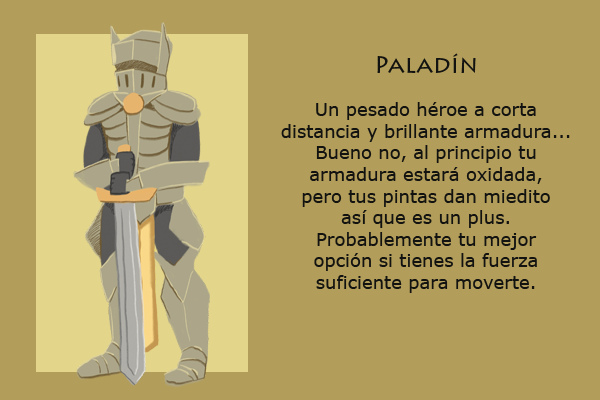 Paladín
Un pesado héroe a corta
distancia y brillante armadura...
Bueno no, al principio tu
armadura estará oxidada,
pero tus pintas dan miedito
así que es un plus.
Probablemente tu mejor
opción si tienes la fuerza
suficiente para moverte.